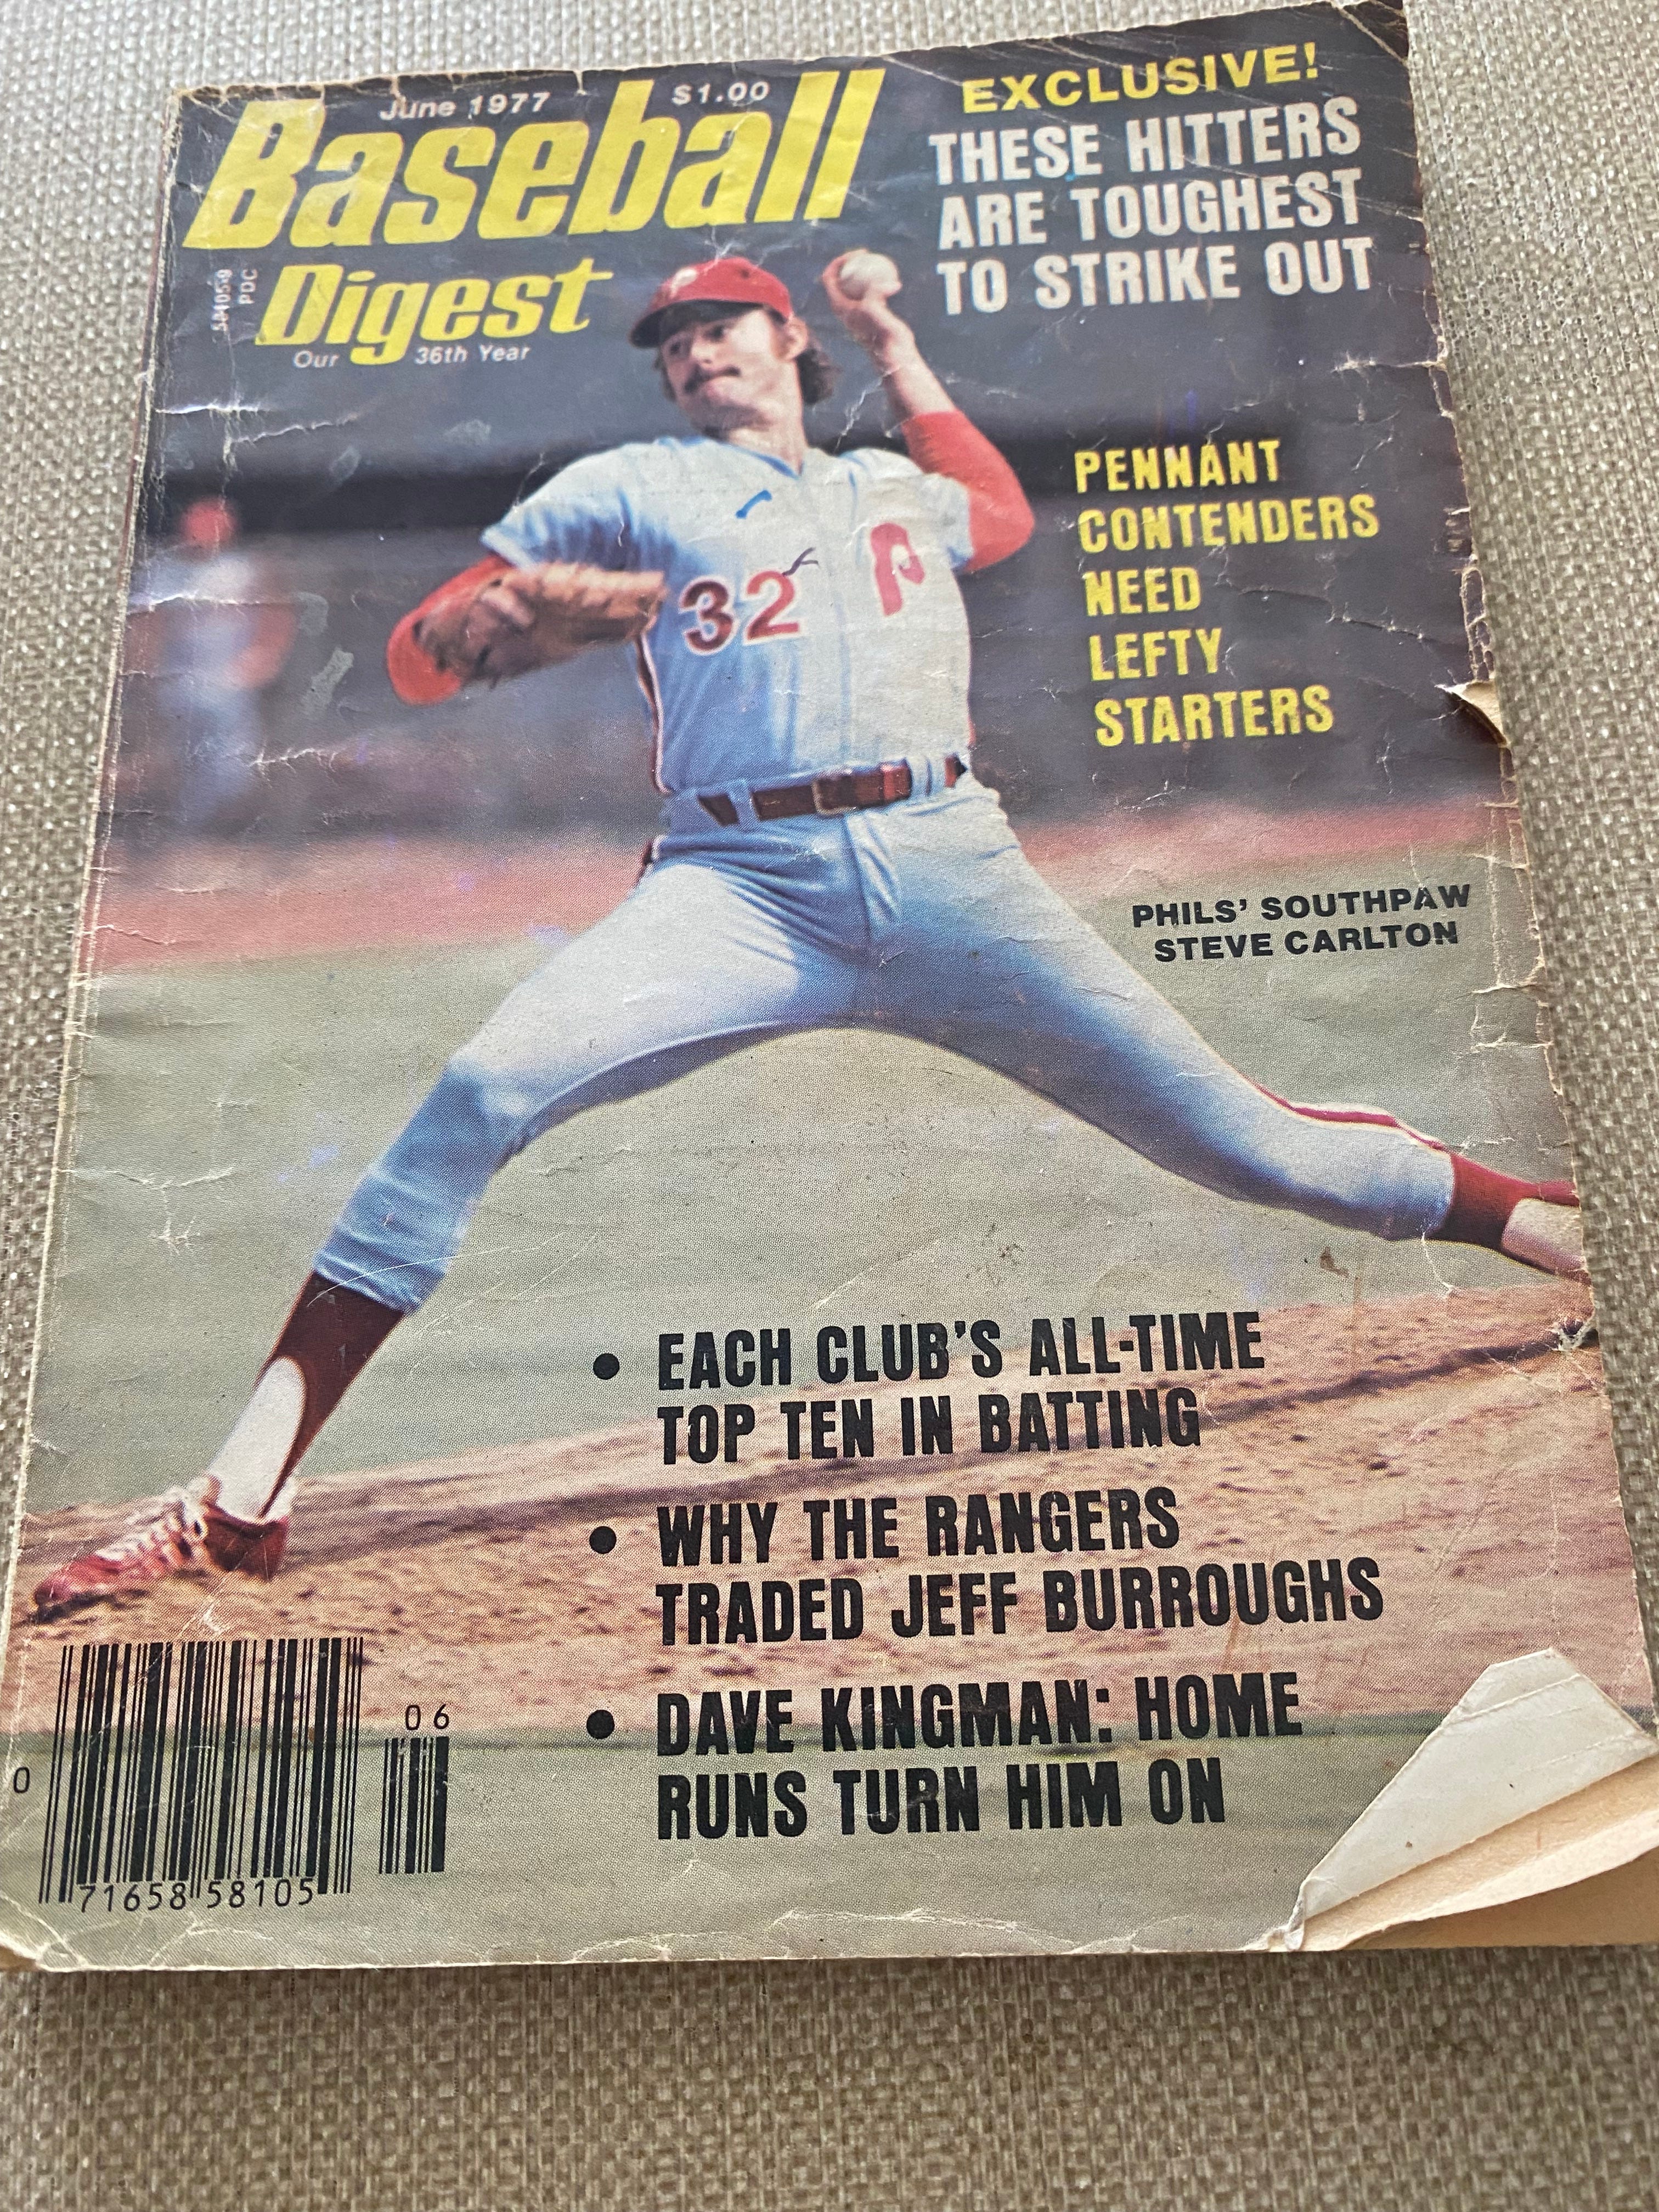 June 1977 $1.00
Baseball
Digest
Our 36th Year
PDC
EXCLUSIVE!
THESE HITTERS
ARE TOUGHEST
TO STRIKE OUT
P
32 P
PENNANT
CONTENDERS
NEED
LEFTY
STARTERS
PHILS' SOUTHPAW
STEVE CARLTON
• EACH CLUB'S ALL-TIME
TOP TEN IN BATTING
• WHY THE RANGERS
TRADED JEFF BURROUGHS
• DAVE KINGMAN: HOME
RUNS TURN HIM ON
06
0 71658 58105